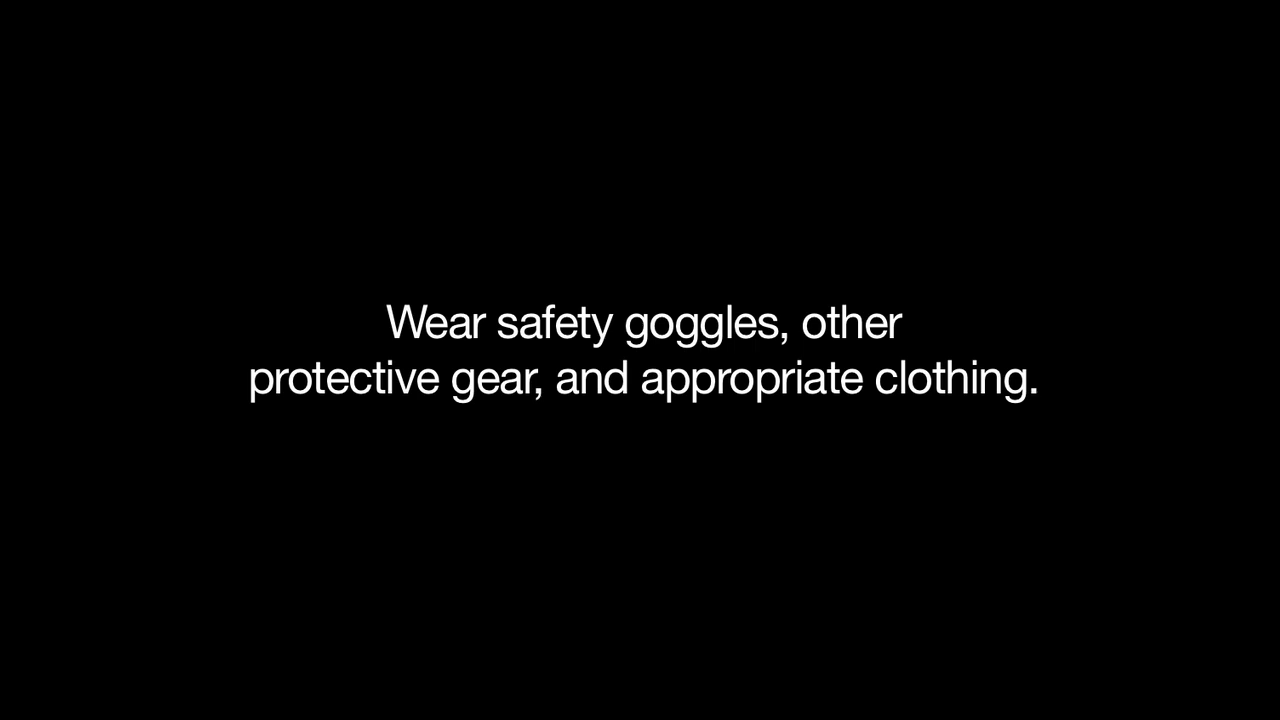 Wear safety goggles, other
protective gear, and appropriate clothing.